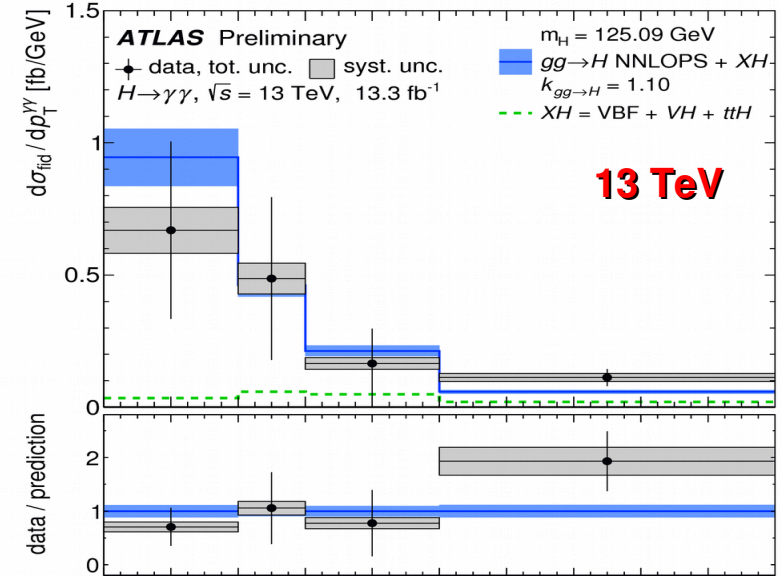 ATLAS Preliminary
data, tot. unc. syst. unc.
H→γγ, √s = 13 TeV, 13.3 fb⁻¹
m_H = 125.09 GeV
gg→H NNLOPS + XH
k_gg→H = 1.10
XH = VBF + VH + ttH
13 TeV
dσ_fid / dp_T^γγ [fb/GeV]
1.5
1
0.5
0
data / prediction
2
1
0